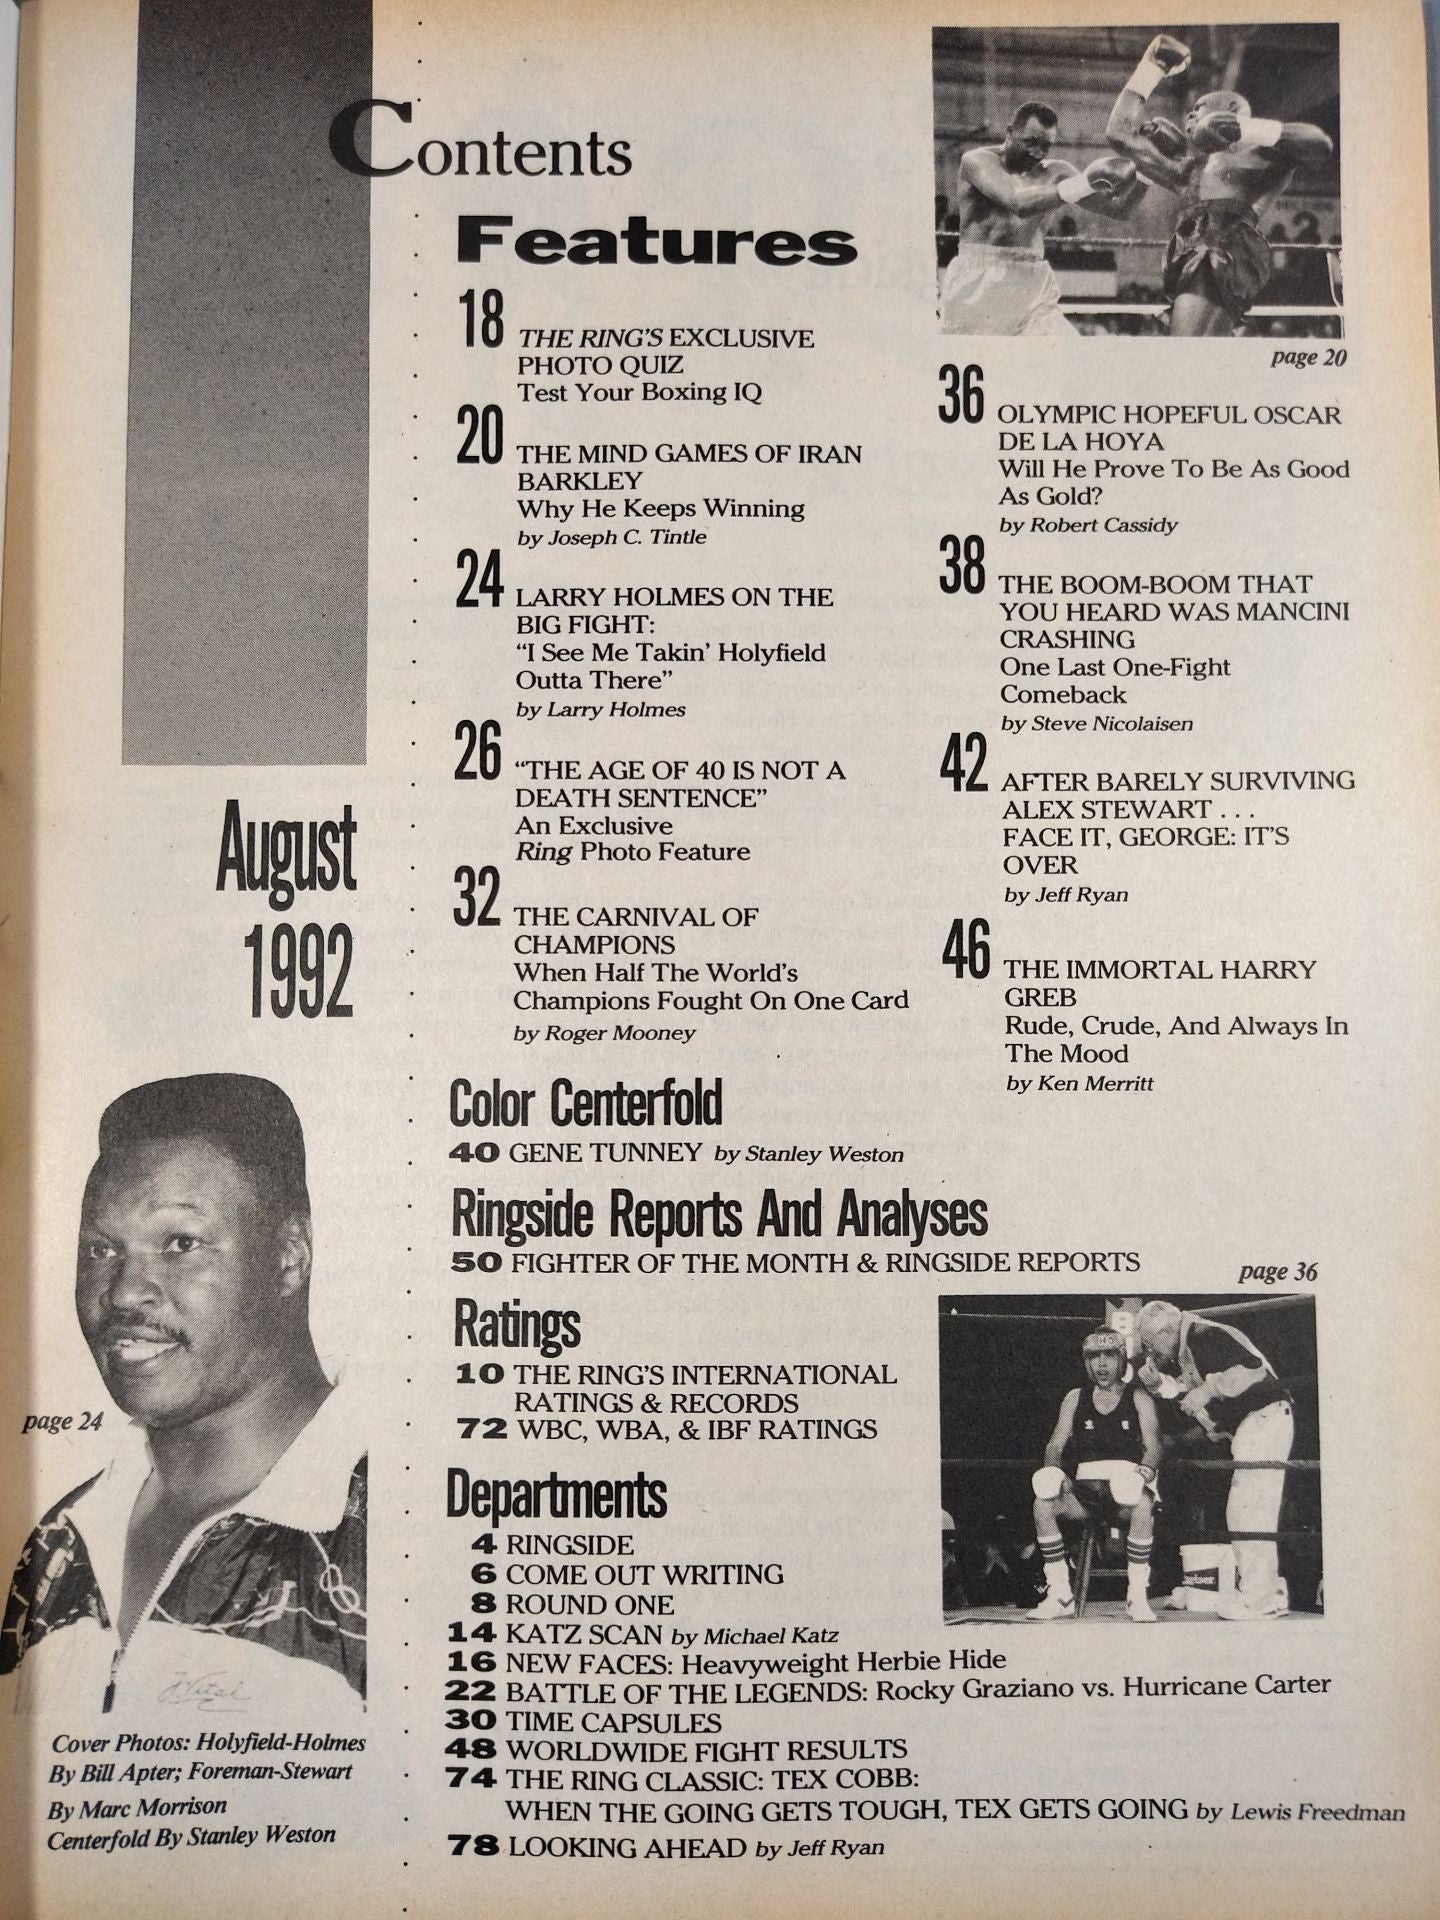 Contents
Features
18
THE RING'S EXCLUSIVE
PHOTO QUIZ
Test Your Boxing IQ
20
THE MIND GAMES OF IRAN
BARKLEY
Why He Keeps Winning
by Joseph C. Tintle
24
LARRY HOLMES ON THE
BIG FIGHT:
“I See Me Takin’ Holyfield
Outta There”
by Larry Holmes
26
“THE AGE OF 40 IS NOT A
DEATH SENTENCE”
An Exclusive
Ring Photo Feature
32
THE CARNIVAL OF
CHAMPIONS
When Half The World's
Champions Fought On One Card
by Roger Mooney
page 20
36
OLYMPIC HOPEFUL OSCAR
DE LA HOYA
Will He Prove To Be As Good
As Gold?
by Robert Cassidy
38
THE BOOM-BOOM THAT
YOU HEARD WAS MANCINI
CRASHING
One Last One-Fight
Comeback
by Steve Nicolaisen
42
AFTER BARELY SURVIVING
ALEX STEWART . . .
FACE IT, GEORGE: IT'S
OVER
by Jeff Ryan
46
THE IMMORTAL HARRY
GREB
Rude, Crude, And Always In
The Mood
by Ken Merritt
Color Centerfold
40 GENE TUNNEY by Stanley Weston
Ringside Reports And Analyses
50 FIGHTER OF THE MONTH & RINGSIDE REPORTS
page 36
Ratings
10 THE RING'S INTERNATIONAL
RATINGS & RECORDS
72 WBC, WBA, & IBF RATINGS
Departments
4 RINGSIDE
6 COME OUT WRITING
8 ROUND ONE
14 KATZ SCAN by Michael Katz
16 NEW FACES: Heavyweight Herbie Hide
22 BATTLE OF THE LEGENDS: Rocky Graziano vs. Hurricane Carter
30 TIME CAPSULES
48 WORLDWIDE FIGHT RESULTS
74 THE RING CLASSIC: TEX COBB:
WHEN THE GOING GETS TOUGH, TEX GETS GOING by Lewis Freedman
78 LOOKING AHEAD by Jeff Ryan
August
1992
page 24
Cover Photos: Holyfield-Holmes
By Bill Apter; Foreman-Stewart
By Marc Morrison
Centerfold By Stanley Weston